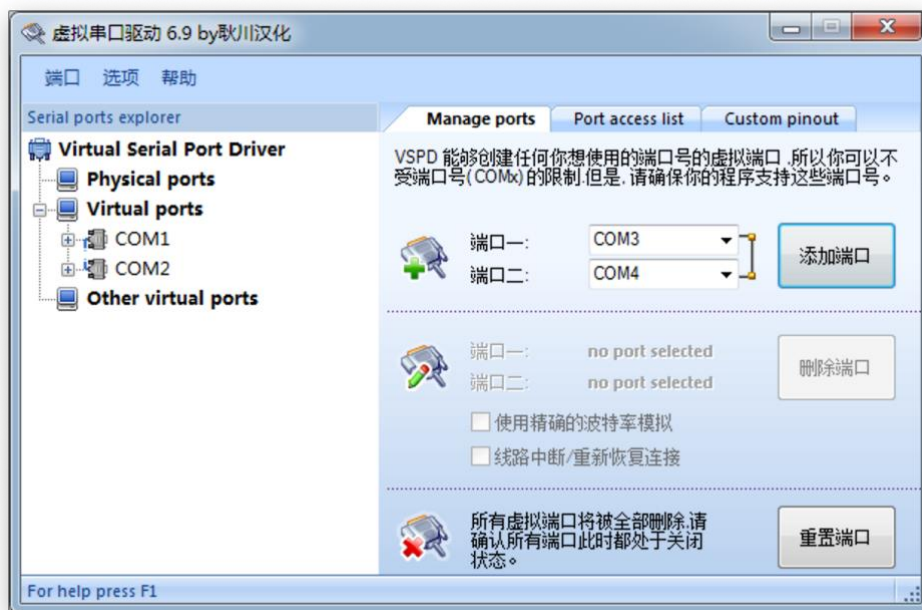 虚拟串口驱动 6.9 by耿川汉化
端口 选项 帮助
Serial ports explorer
Virtual Serial Port Driver
Physical ports
Virtual ports
COM1
COM2
Other virtual ports
Manage ports Port access list Custom pinout
VSPD 能够创建任何你想使用的端口号的虚拟端口 .所以你可以不
受端口号(COMx)的限制.但是, 请确保你的程序支持这些端口号。
端口一: COM3
端口二: COM4
添加端口
端口一: no port selected
端口二: no port selected
删除端口
使用精确的波特率模拟
线路中断/重新恢复连接
所有虚拟端口将被全部删除.请
确认所有端口此时都处于关闭
状态。
重置端口
For help press F1